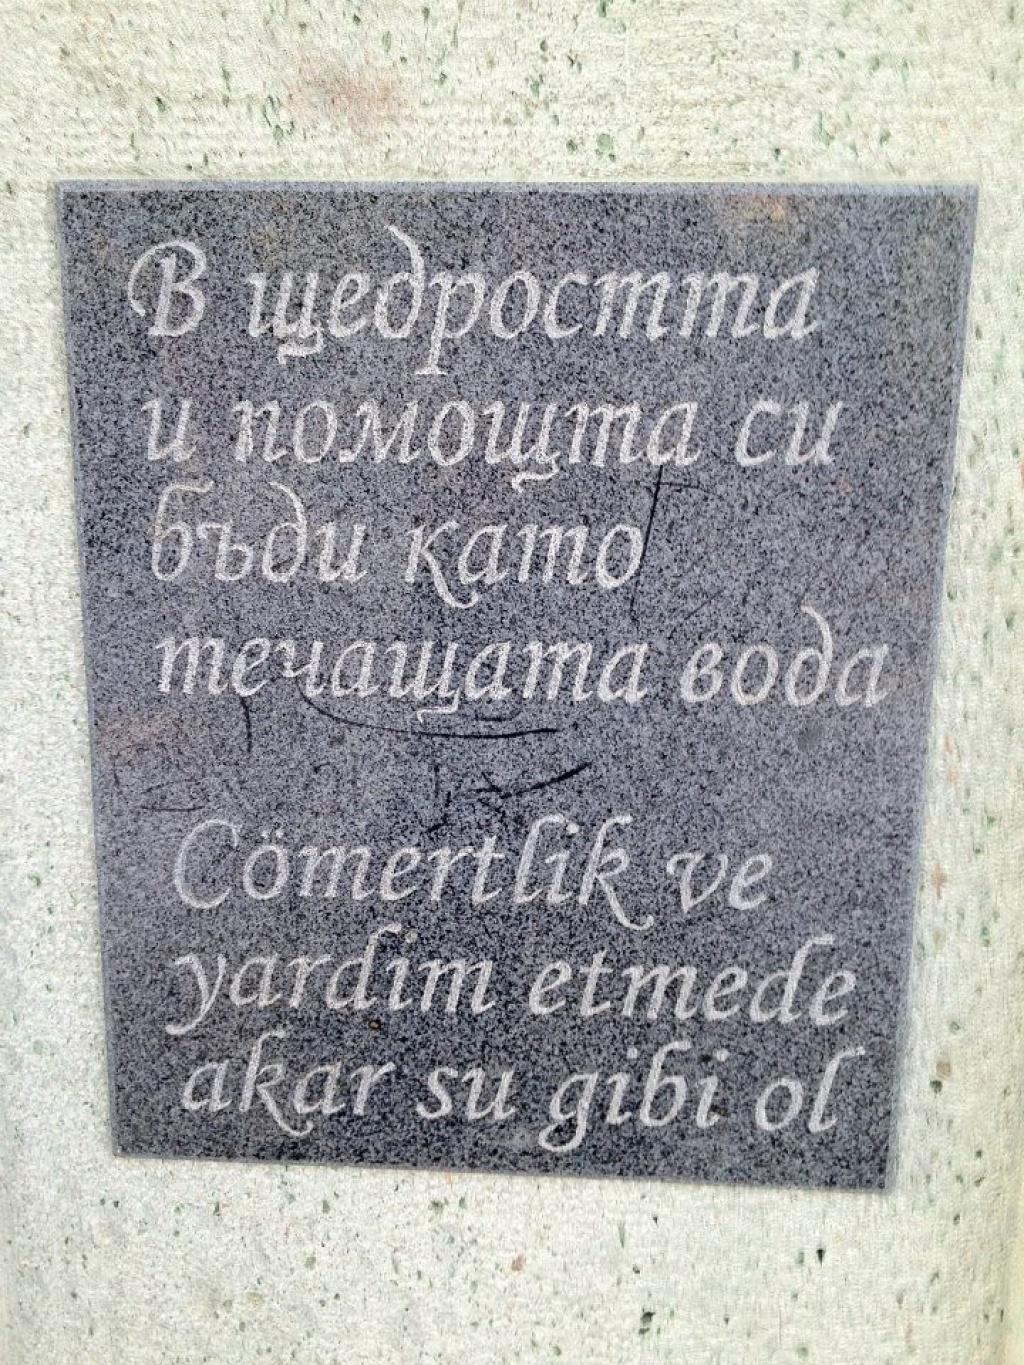 В щедростта
и помощта си
бъди като
течащата вода
Cömertlik ve
yardim etmede
akar su gibi ol